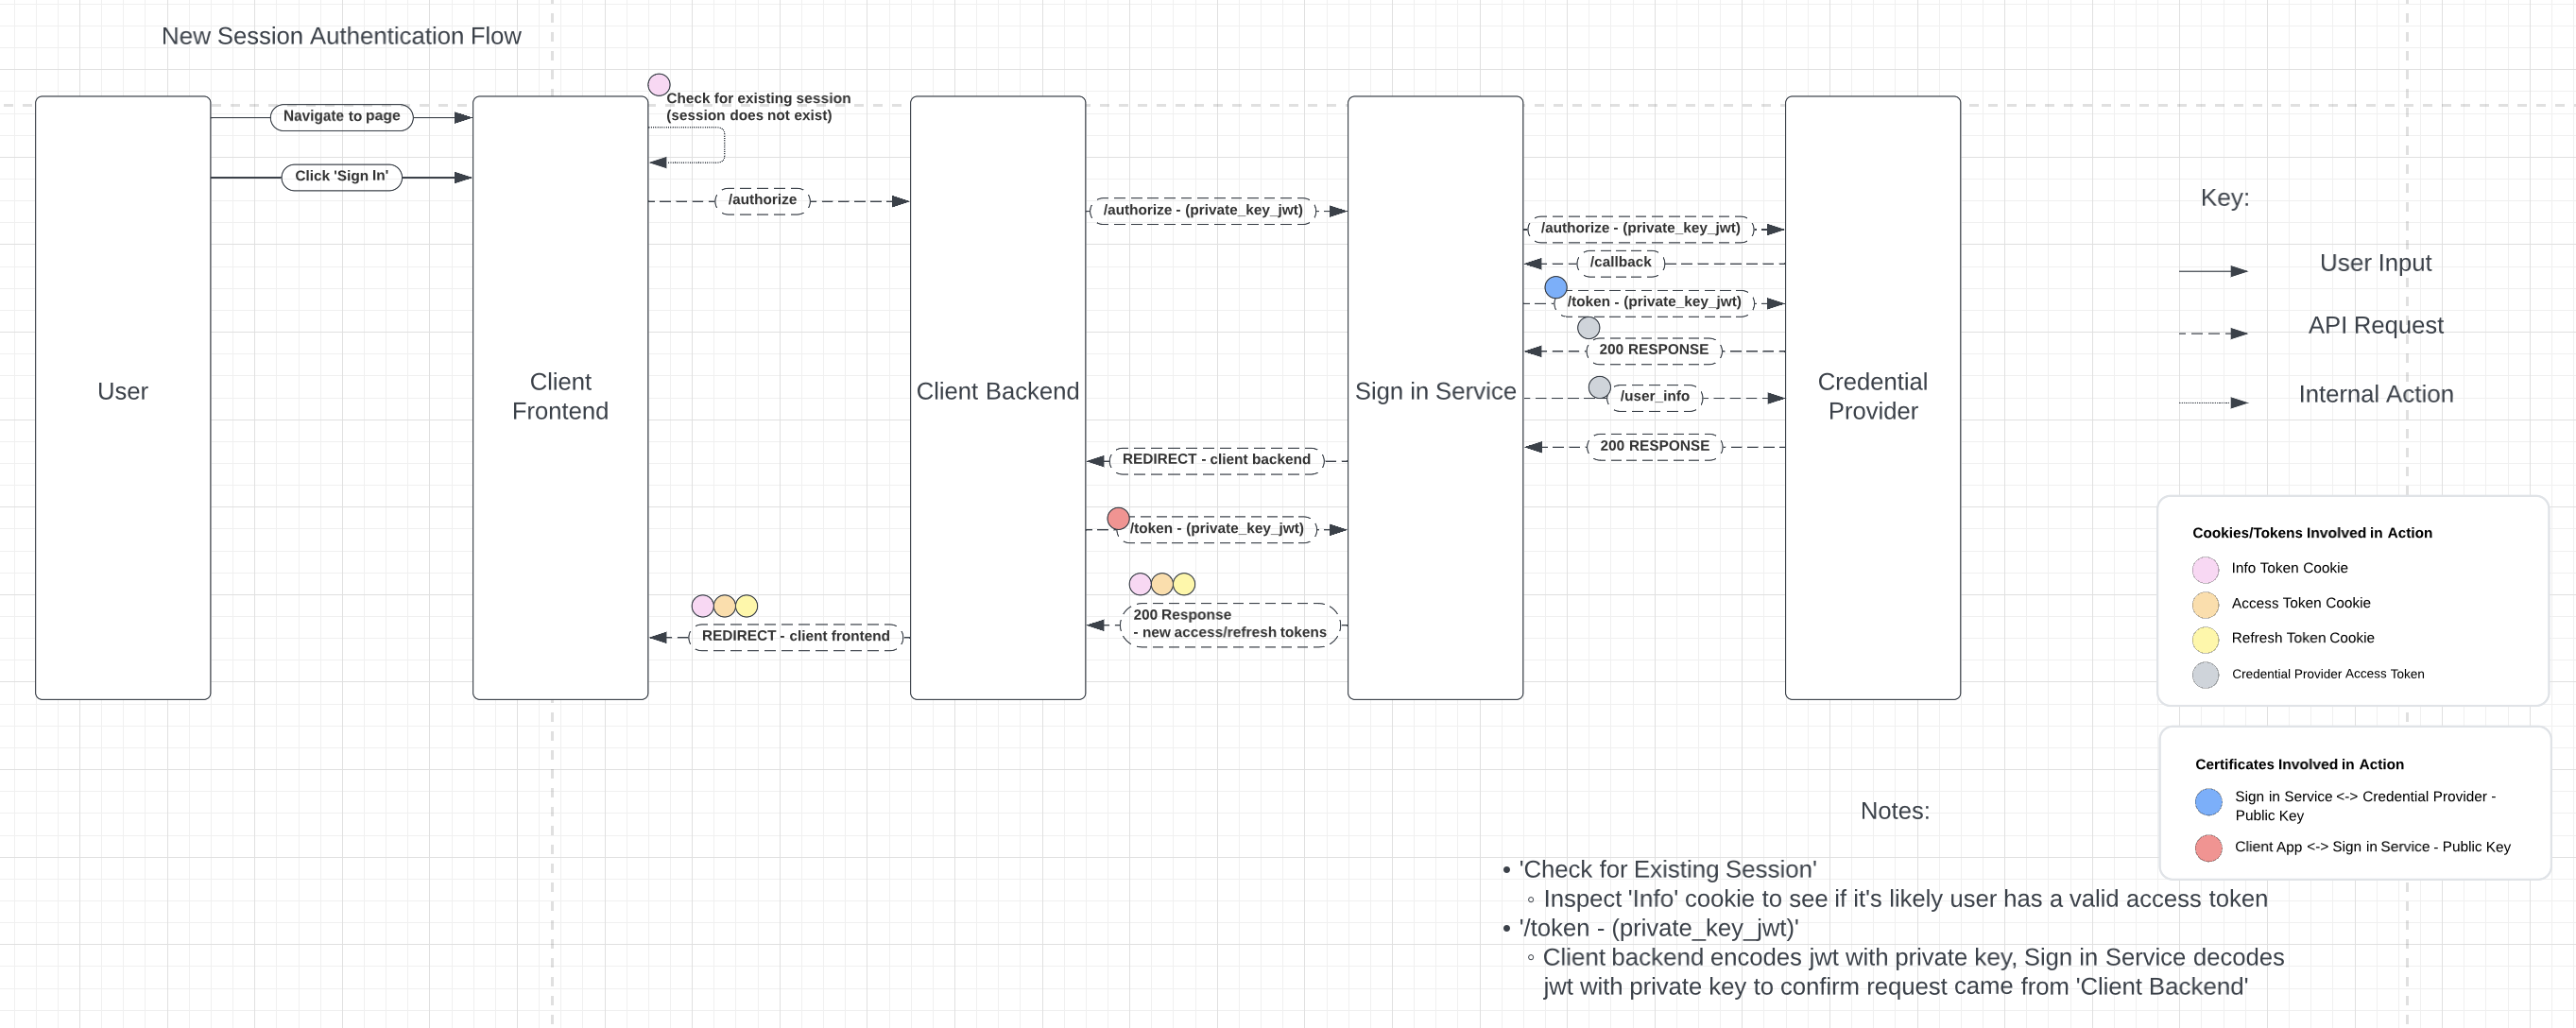 New Session Authentication Flow
Navigate to page
Click 'Sign In'
Check for existing session
(session does not exist)
/authorize
/authorize - (private_key_jwt)
/authorize - (private_key_jwt)
/callback
/token - (private_key_jwt)
200 RESPONSE
/user_info
200 RESPONSE
REDIRECT - client backend
/token - (private_key_jwt)
200 Response
- new access/refresh tokens
REDIRECT - client frontend
User
Client
Frontend
Client Backend
Sign in Service
Credential
Provider
Key:
User Input
API Request
Internal Action
Cookies/Tokens Involved in Action
Info Token Cookie
Access Token Cookie
Refresh Token Cookie
Credential Provider Access Token
Certificates Involved in Action
Sign in Service <-> Credential Provider -
Public Key
Client App <-> Sign in Service - Public Key
Notes:
• 'Check for Existing Session'
◦ Inspect 'Info' cookie to see if it's likely user has a valid access token
• '/token - (private_key_jwt)'
◦ Client backend encodes jwt with private key, Sign in Service decodes
jwt with private key to confirm request came from 'Client Backend'